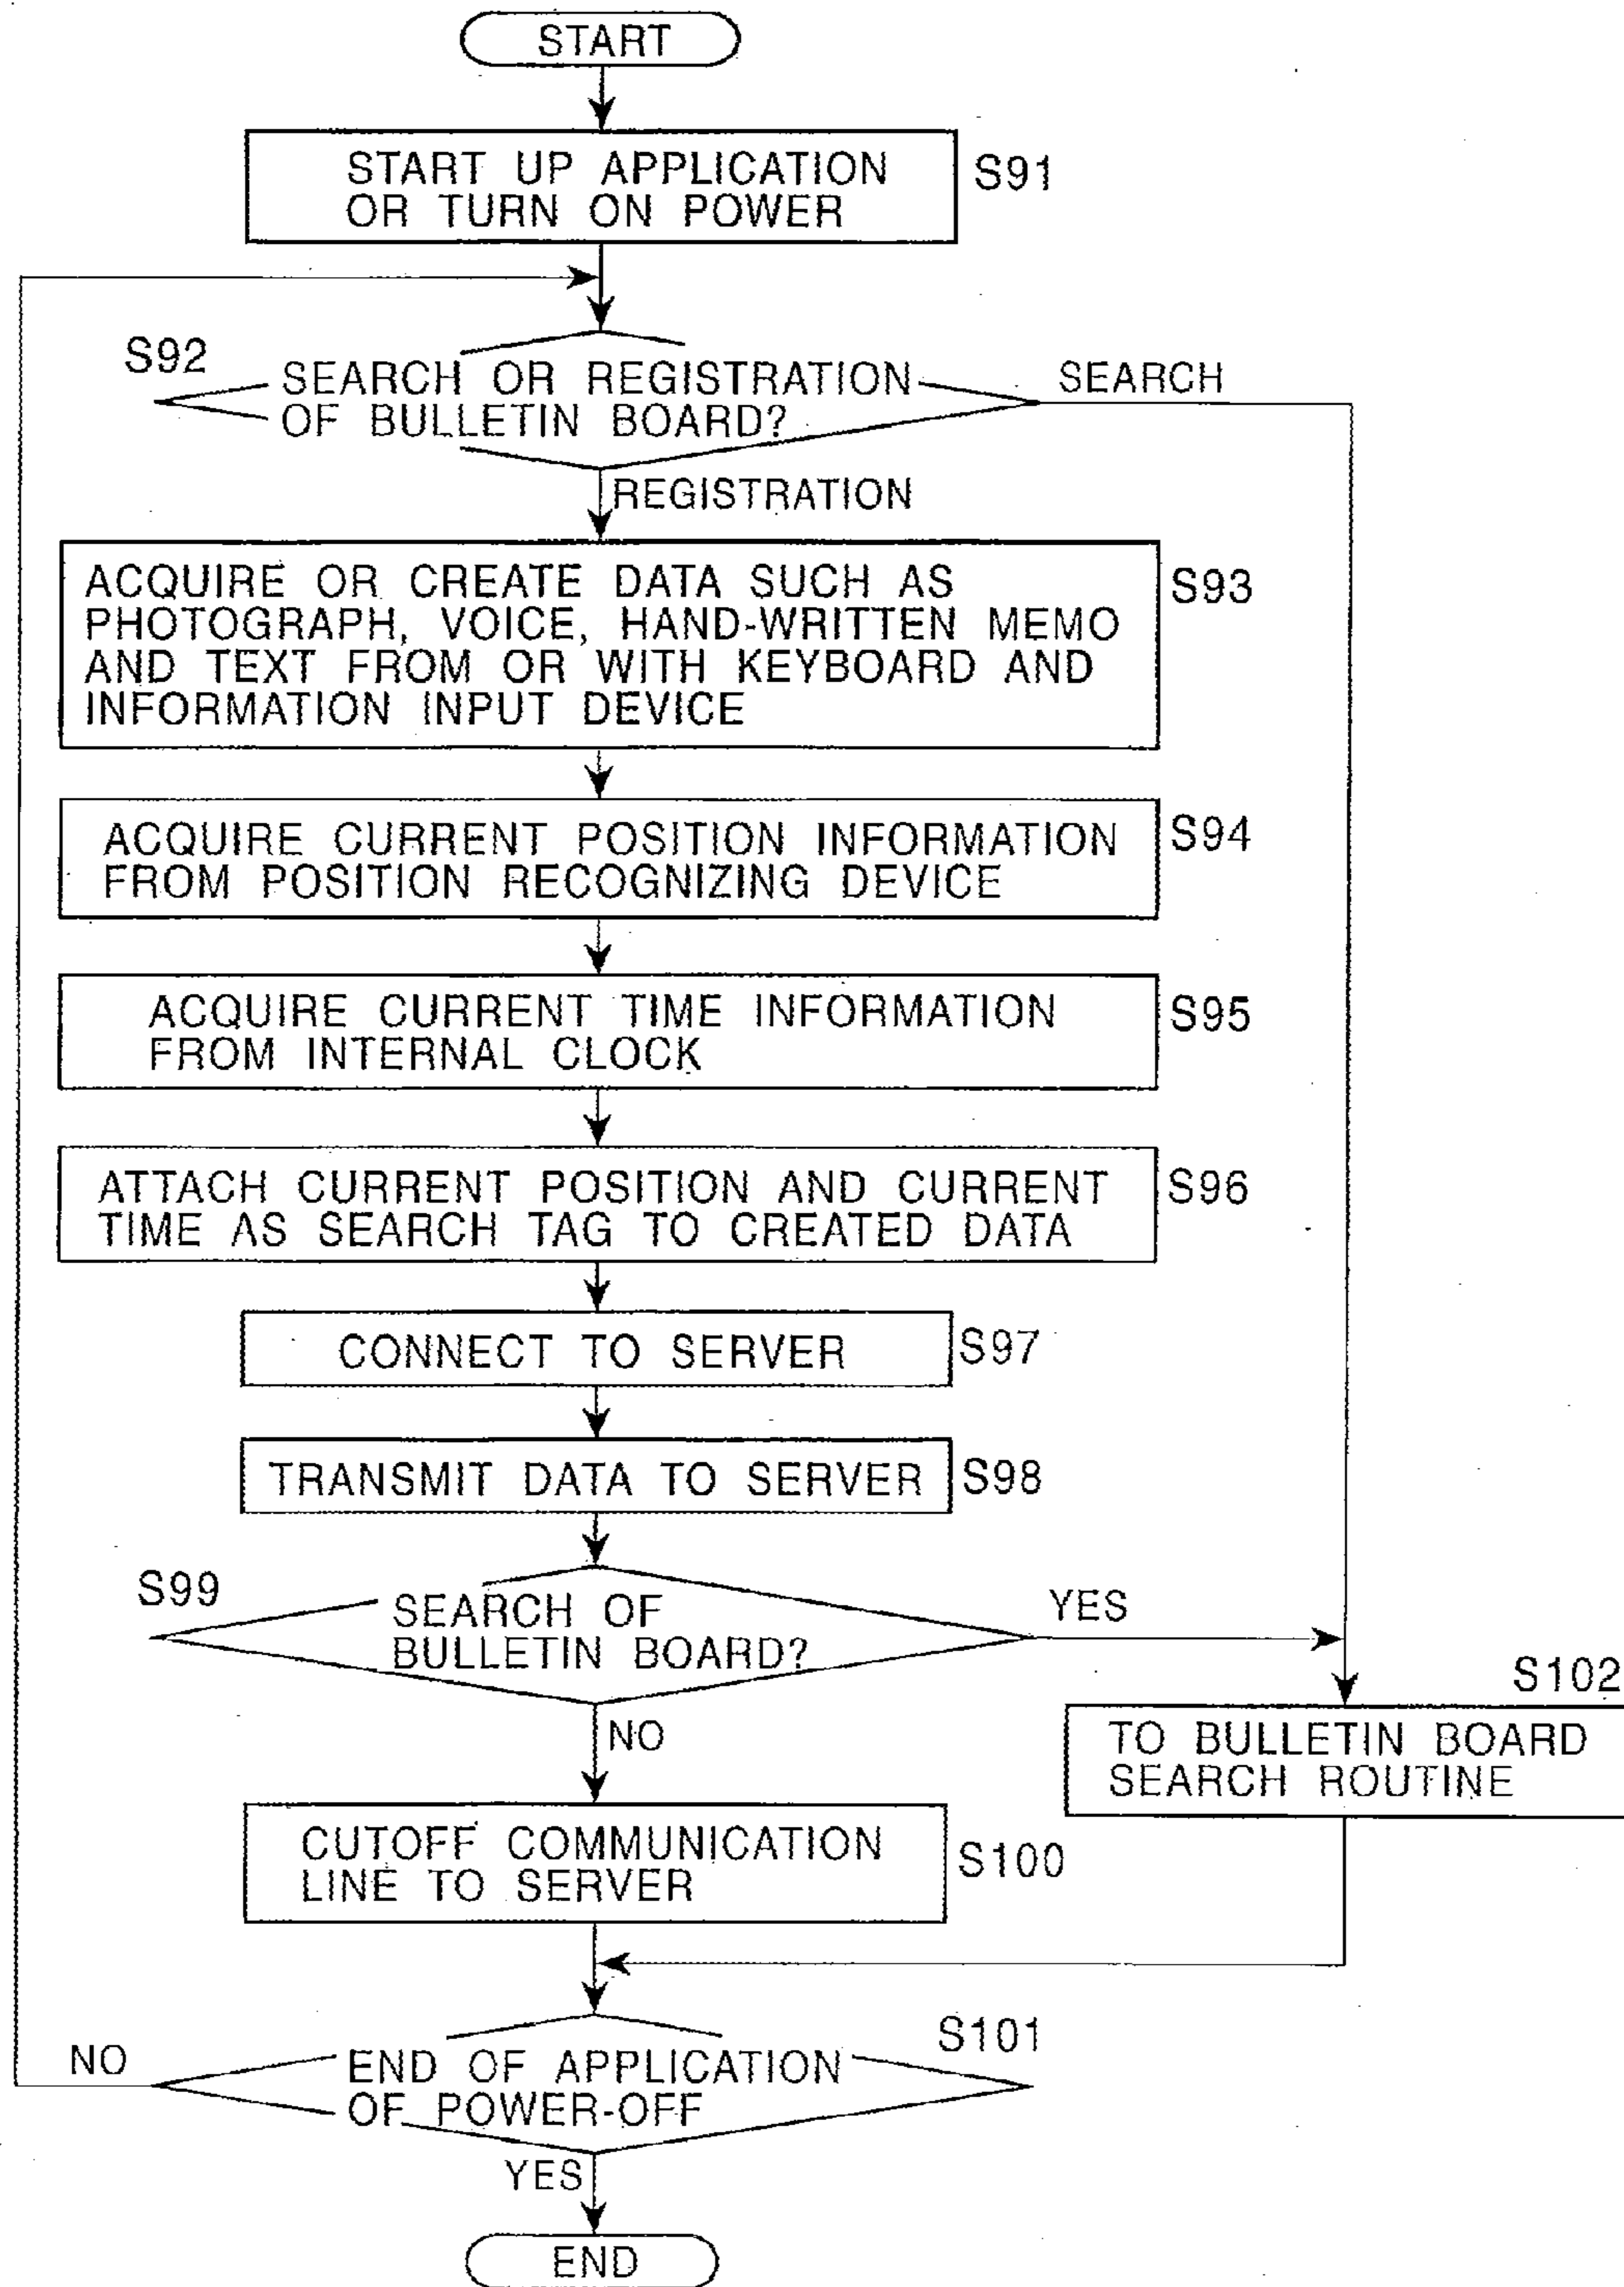 START
START UP APPLICATION
OR TURN ON POWER
S91
S92
SEARCH OR REGISTRATION
OF BULLETIN BOARD?
SEARCH
REGISTRATION
ACQUIRE OR CREATE DATA SUCH AS
PHOTOGRAPH, VOICE, HAND-WRITTEN MEMO
AND TEXT FROM OR WITH KEYBOARD AND
INFORMATION INPUT DEVICE
S93
ACQUIRE CURRENT POSITION INFORMATION
FROM POSITION RECOGNIZING DEVICE
S94
ACQUIRE CURRENT TIME INFORMATION
FROM INTERNAL CLOCK
S95
ATTACH CURRENT POSITION AND CURRENT
TIME AS SEARCH TAG TO CREATED DATA
S96
CONNECT TO SERVER
S97
TRANSMIT DATA TO SERVER
S98
S99
SEARCH OF
BULLETIN BOARD?
YES
NO
S102
TO BULLETIN BOARD
SEARCH ROUTINE
CUTOFF COMMUNICATION
LINE TO SERVER
S100
S101
NO
END OF APPLICATION
OF POWER-OFF
YES
END